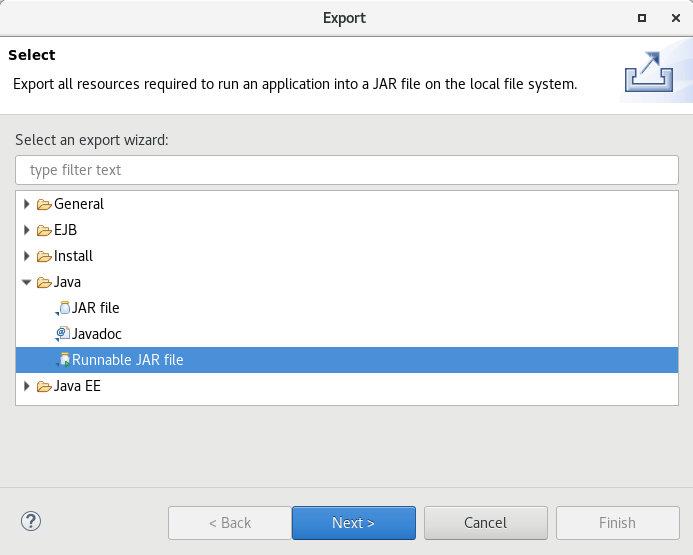 Export
Select
Export all resources required to run an application into a JAR file on the local file system.
Select an export wizard:
type filter text
General
EJB
Install
Java
JAR file
Javadoc
Runnable JAR file
Java EE
? < Back Next > Cancel Finish